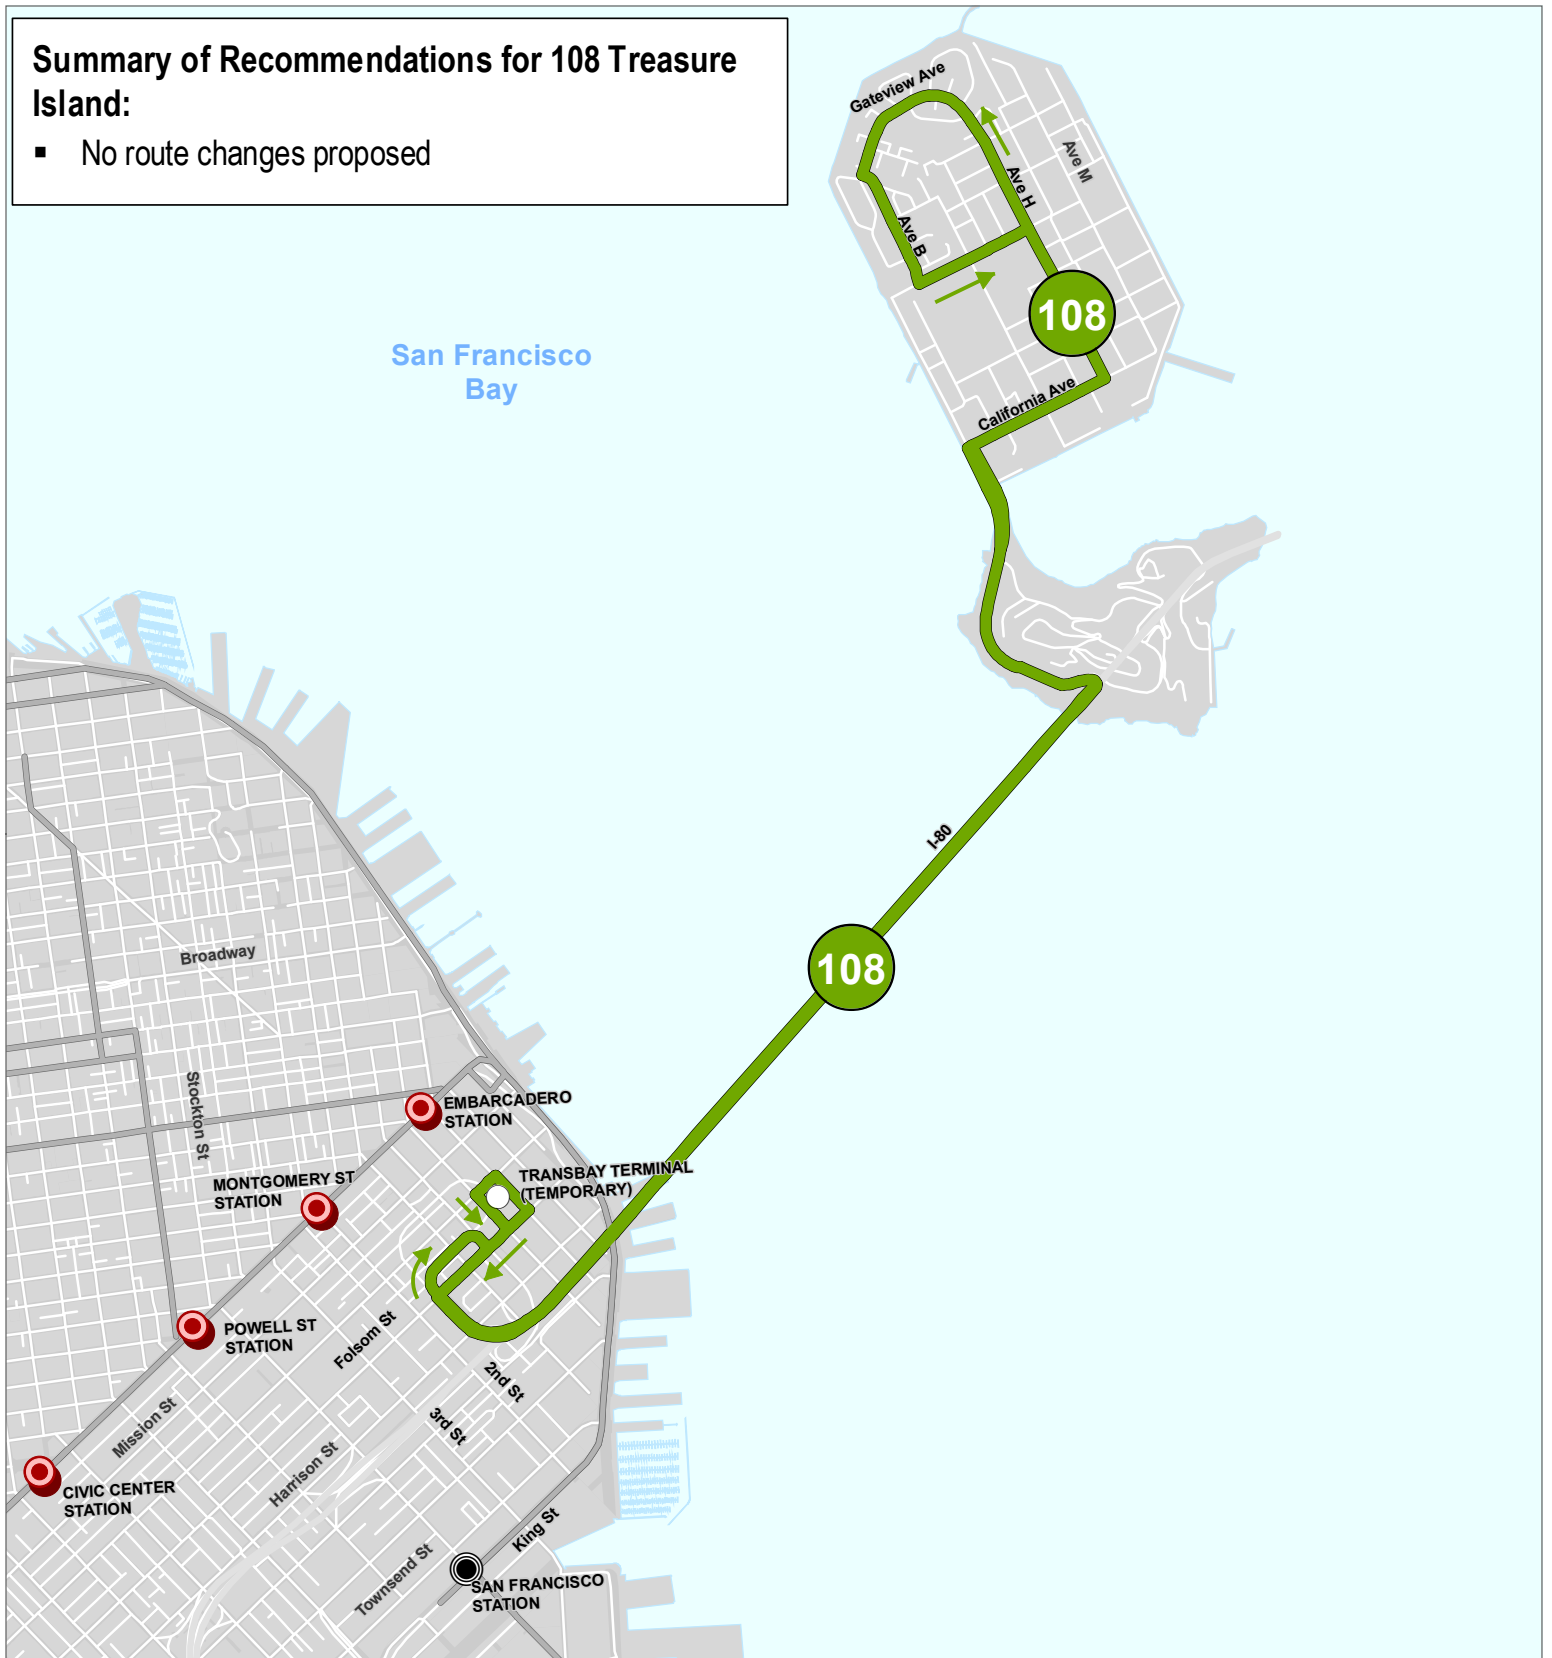 Summary of Recommendations for 108 Treasure
Island:
▪ No route changes proposed
Gateview Ave
Ave M
Ave H
Ave B
108
San Francisco
Bay
California Ave
I-80
108
Broadway
Stockton St
EMBARCADERO
STATION
TRANSBAY TERMINAL
(TEMPORARY)
MONTGOMERY ST
STATION
POWELL ST
STATION
Folsom St
2nd St
3rd St
Mission St
Harrison St
CIVIC CENTER
STATION
King St
Townsend St
SAN FRANCISCO
STATION